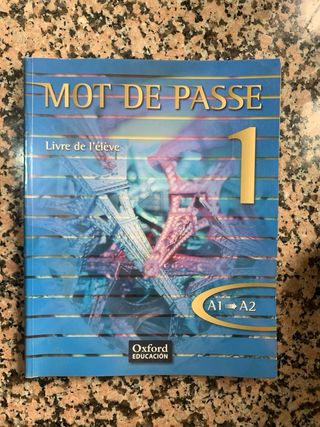 MOT DE PASSE
Livre de l'élève
1
A1 ➡ A2
Oxford
EDUCACIÓN